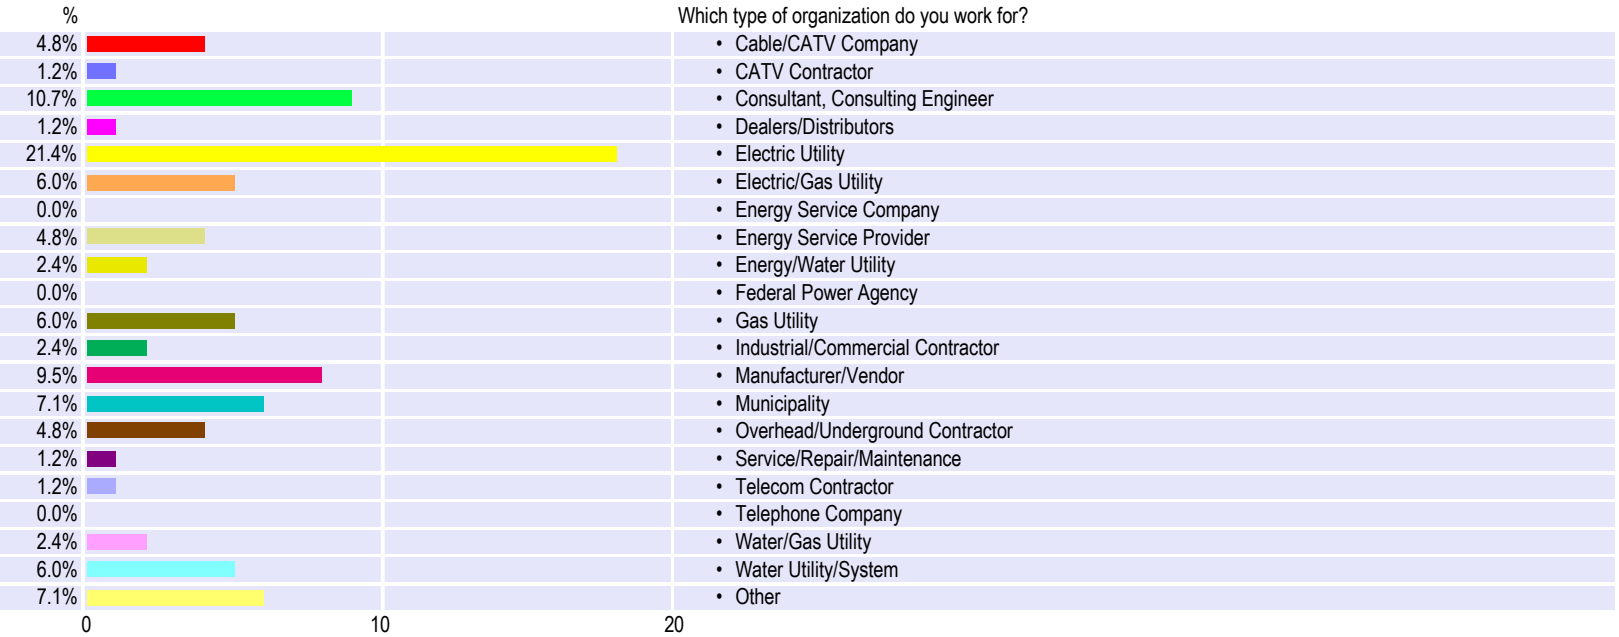 % Which type of organization do you work for?
4.8% • Cable/CATV Company
1.2% • CATV Contractor
10.7% • Consultant, Consulting Engineer
1.2% • Dealers/Distributors
21.4% • Electric Utility
6.0% • Electric/Gas Utility
0.0% • Energy Service Company
4.8% • Energy Service Provider
2.4% • Energy/Water Utility
0.0% • Federal Power Agency
6.0% • Gas Utility
2.4% • Industrial/Commercial Contractor
9.5% • Manufacturer/Vendor
7.1% • Municipality
4.8% • Overhead/Underground Contractor
1.2% • Service/Repair/Maintenance
1.2% • Telecom Contractor
0.0% • Telephone Company
2.4% • Water/Gas Utility
6.0% • Water Utility/System
7.1% • Other
0 10 20